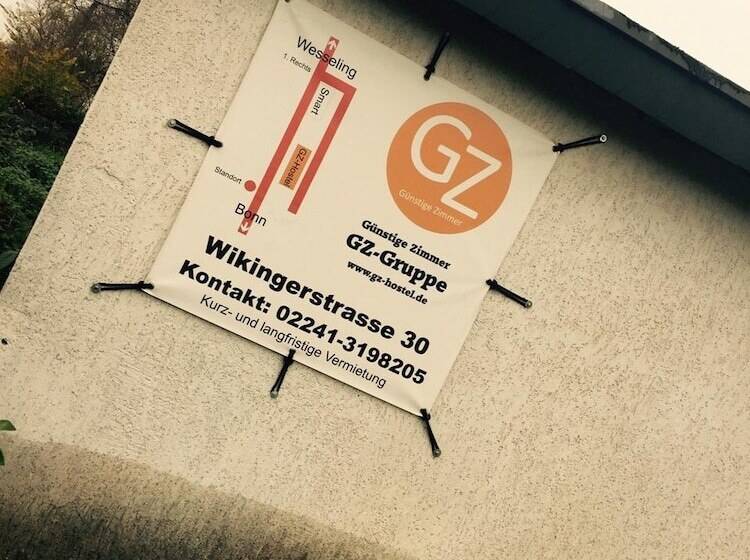 Wesseling
1. Rechts
Smart
GZ-Hostel
Standort
Bonn
GZ
Günstige Zimmer
Günstige Zimmer
GZ-Gruppe
www.gz-hostel.de
Wikingerstrasse 30
Kontakt: 02241-3198205
Kurz- und langfristige Vermietung